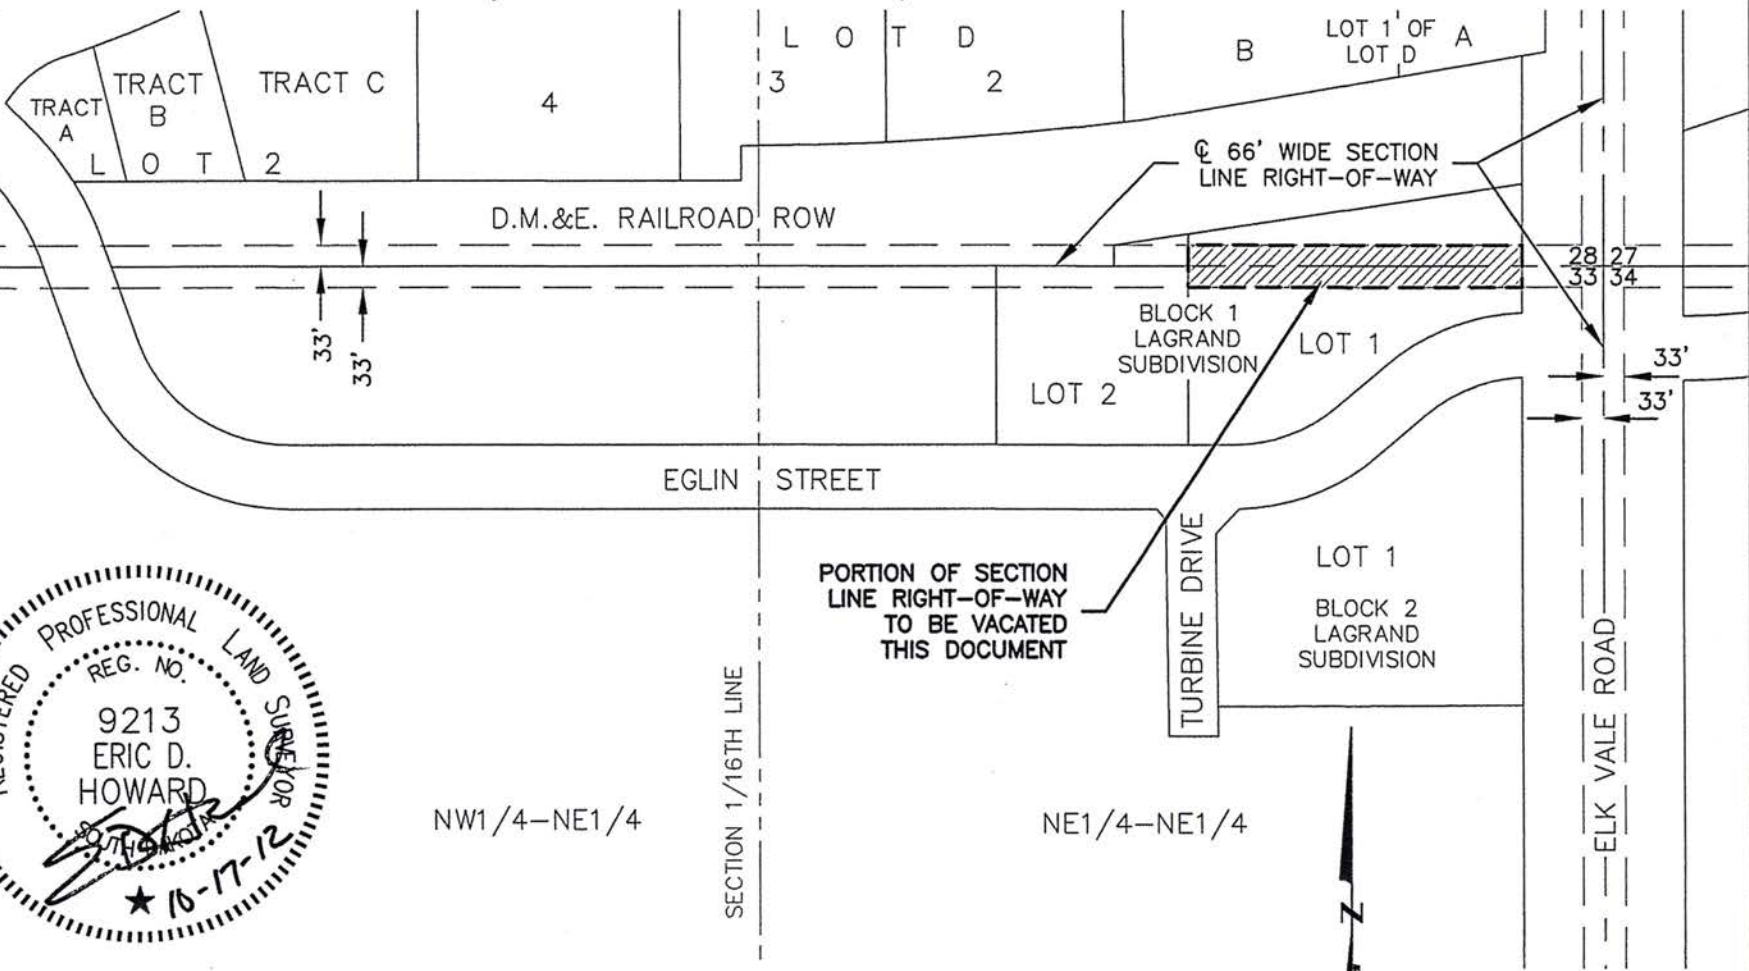 L O T D
LOT 1 OF
LOT D
A
B
3
2
4
TRACT C
TRACT
B
TRACT
A
L O T 2
℄ 66' WIDE SECTION
LINE RIGHT-OF-WAY
D.M.&E. RAILROAD ROW
28 27
33 34
33'
33'
BLOCK 1
LAGRAND
SUBDIVISION
LOT 1
LOT 2
33'
33'
EGLIN STREET
TURBINE DRIVE
PORTION OF SECTION
LINE RIGHT-OF-WAY
TO BE VACATED
THIS DOCUMENT
LOT 1
BLOCK 2
LAGRAND
SUBDIVISION
ELK VALE ROAD
SECTION 1/16TH LINE
NW1/4-NE1/4
NE1/4-NE1/4
N
REGISTERED PROFESSIONAL LAND SURVEYOR
REG. NO.
9213
ERIC D.
HOWARD
SOUTH DAKOTA
10-17-12